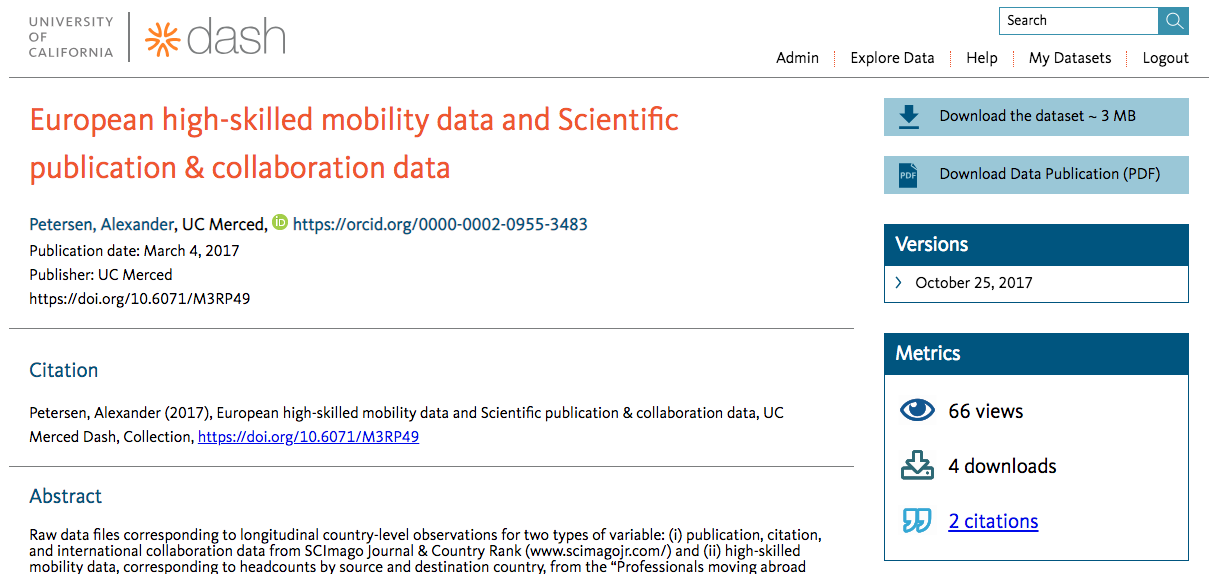 UNIVERSITY
OF
CALIFORNIA
dash
Search
Admin
Explore Data
Help
My Datasets
Logout
European high-skilled mobility data and Scientific
publication & collaboration data
Petersen, Alexander, UC Merced, iD https://orcid.org/0000-0002-0955-3483
Publication date: March 4, 2017
Publisher: UC Merced
https://doi.org/10.6071/M3RP49
Citation
Petersen, Alexander (2017), European high-skilled mobility data and Scientific publication & collaboration data, UC
Merced Dash, Collection, https://doi.org/10.6071/M3RP49
Abstract
Raw data files corresponding to longitudinal country-level observations for two types of variable: (i) publication, citation,
and international collaboration data from SCImago Journal & Country Rank (www.scimagojr.com/) and (ii) high-skilled
mobility data, corresponding to headcounts by source and destination country, from the “Professionals moving abroad
Download the dataset ~ 3 MB
PDF
Download Data Publication (PDF)
Versions
October 25, 2017
Metrics
66 views
4 downloads
2 citations